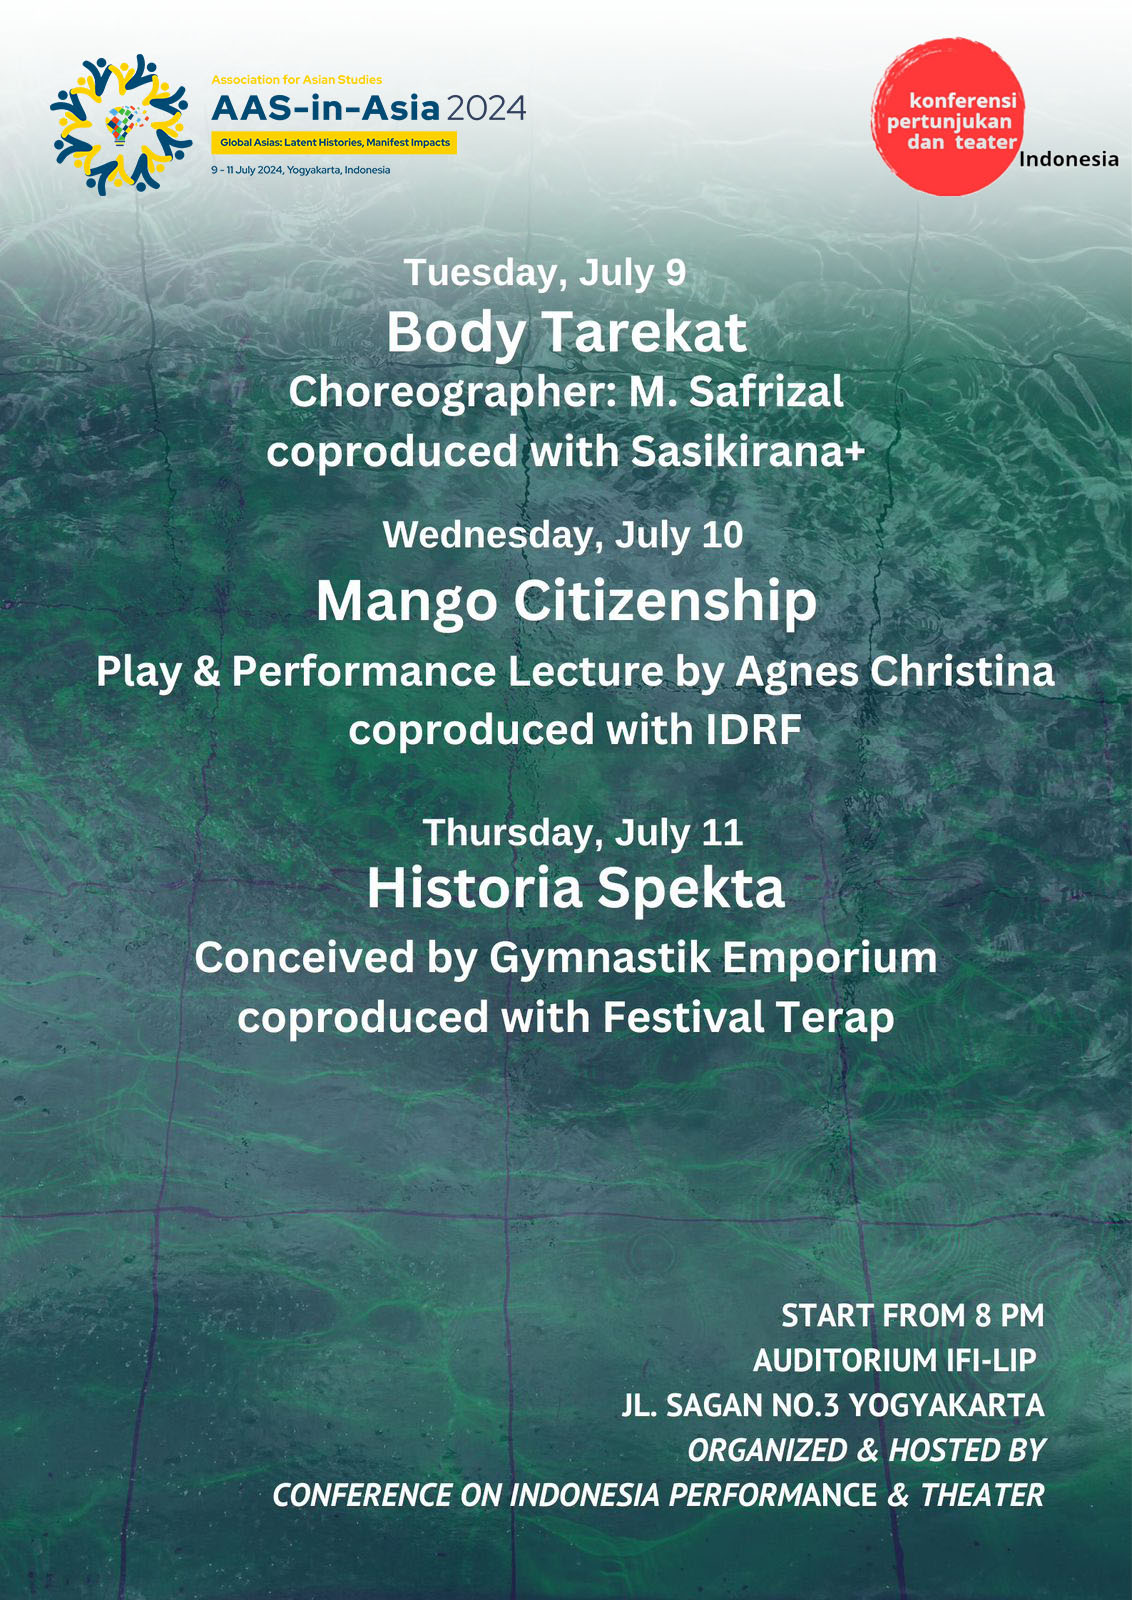 Association for Asian Studies
AAS-in-Asia 2024
Global Asias: Latent Histories, Manifest Impacts
9 - 11 July 2024, Yogyakarta, Indonesia
konferensi
pertunjukan
dan teater
Indonesia
Tuesday, July 9
Body Tarekat
Choreographer: M. Safrizal
coproduced with Sasikirana+
Wednesday, July 10
Mango Citizenship
Play & Performance Lecture by Agnes Christina
coproduced with IDRF
Thursday, July 11
Historia Spekta
Conceived by Gymnastik Emporium
coproduced with Festival Terap
START FROM 8 PM
AUDITORIUM IFI-LIP
JL. SAGAN NO.3 YOGYAKARTA
ORGANIZED & HOSTED BY
CONFERENCE ON INDONESIA PERFORMANCE & THEATER